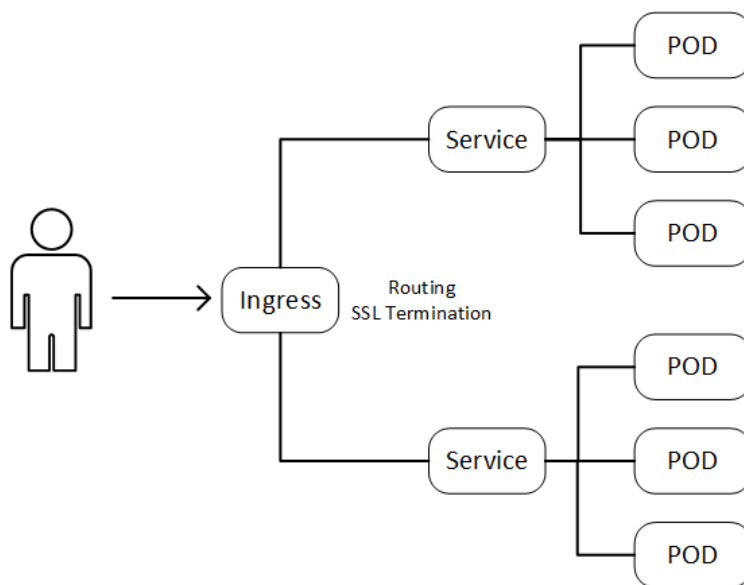 POD
Service
POD
POD
Ingress
Routing
SSL Termination
POD
Service
POD
POD